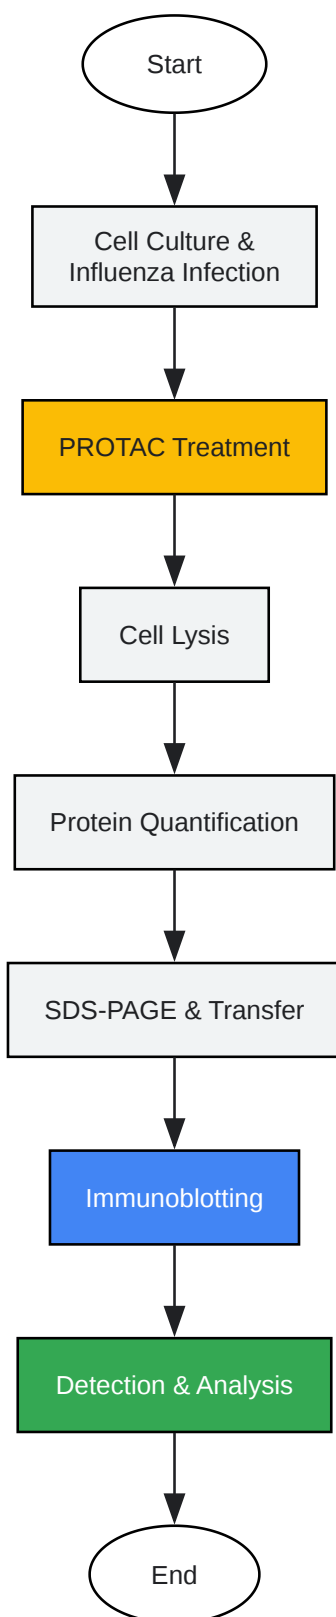 Start
Cell Culture &
Influenza Infection
PROTAC Treatment
Cell Lysis
Protein Quantification
SDS-PAGE & Transfer
Immunoblotting
Detection & Analysis
End